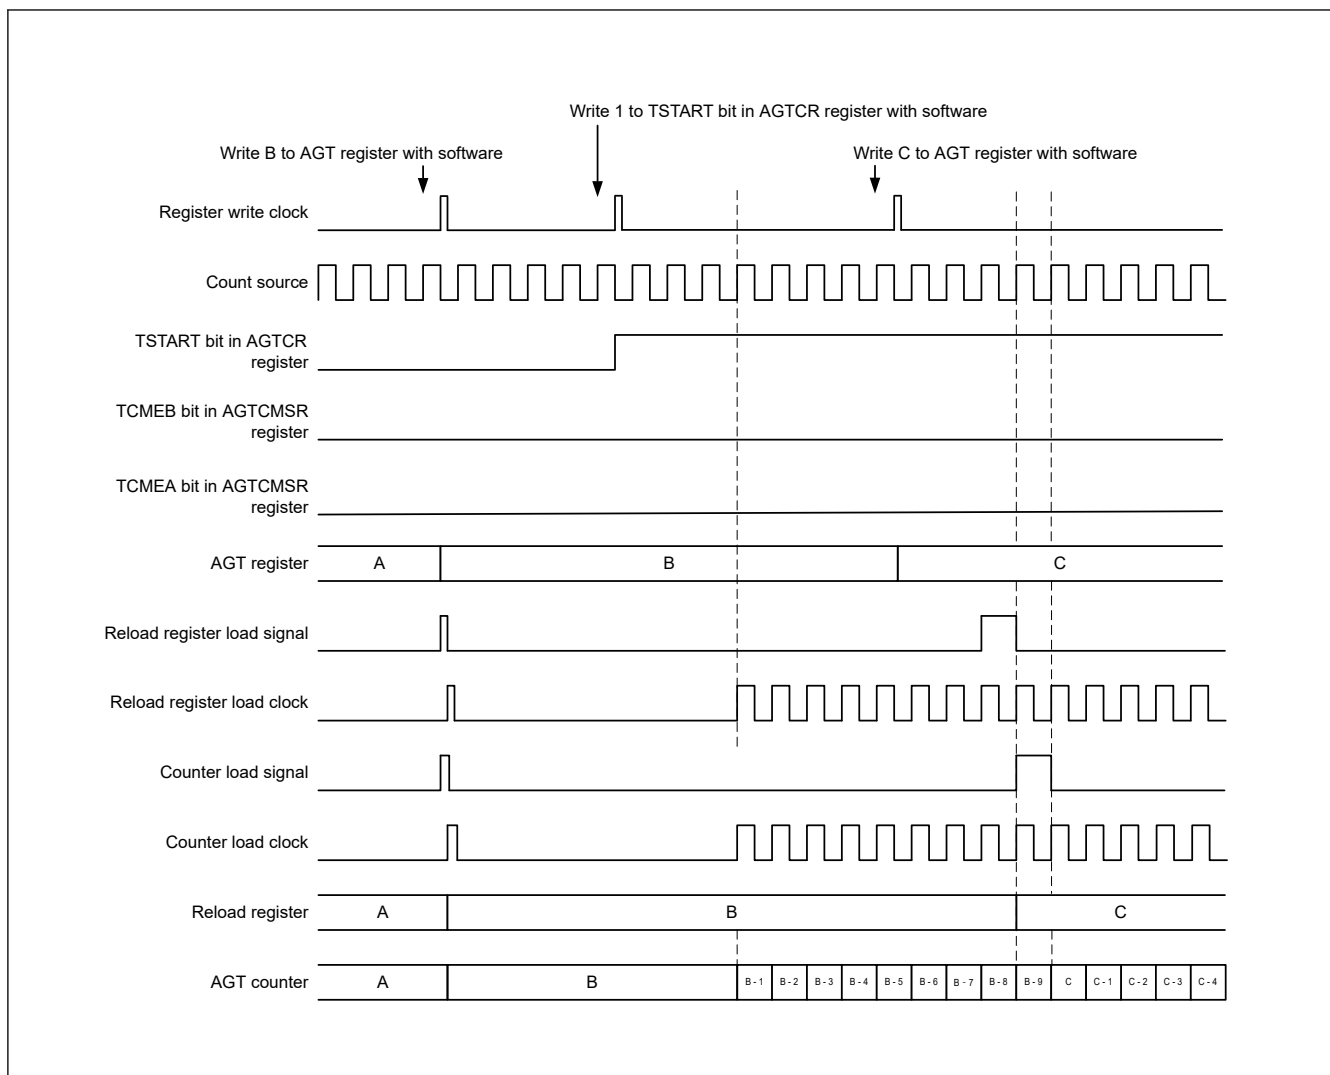 Write 1 to TSTART bit in AGTCR register with software
Write B to AGT register with software
Write C to AGT register with software
Register write clock
Count source
TSTART bit in AGTCR
register
TCMEB bit in AGTCMSR
register
TCMEA bit in AGTCMSR
register
AGT register
A
B
C
Reload register load signal
Reload register load clock
Counter load signal
Counter load clock
Reload register
A
B
C
AGT counter
A
B
B - 1
B - 2
B - 3
B - 4
B - 5
B - 6
B - 7
B - 8
B - 9
C
C - 1
C - 2
C - 3
C - 4